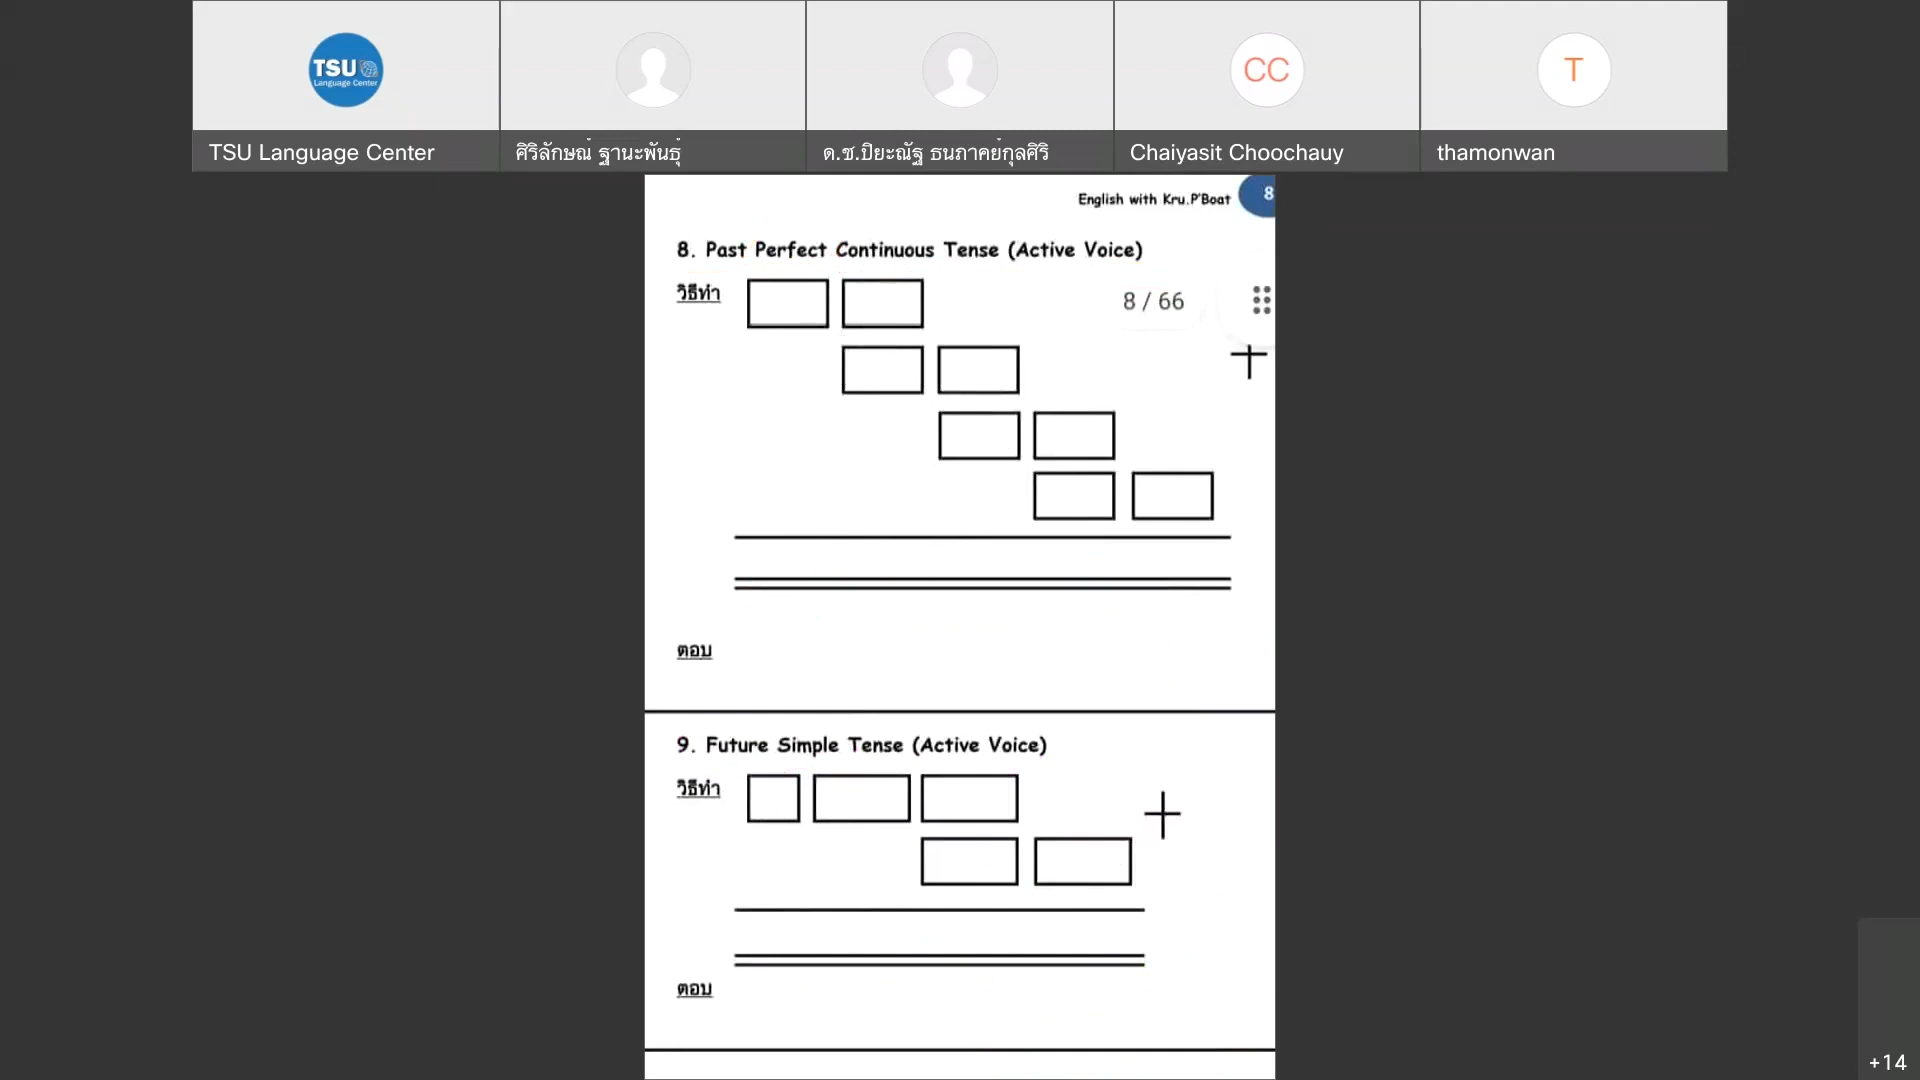 TSU
Language Center
TSU Language Center
ศิริลักษณ์ ฐานะพันธุ์
ด.ช.ปิยะณัฐ ธนภาคย์กุลศิริ
CC
Chaiyasit Choochauy
T
thamonwan
English with Kru.P'Boat
8
8. Past Perfect Continuous Tense (Active Voice)
วิธีทำ
8 / 66
+
ตอบ
9. Future Simple Tense (Active Voice)
วิธีทำ
+
ตอบ
+14